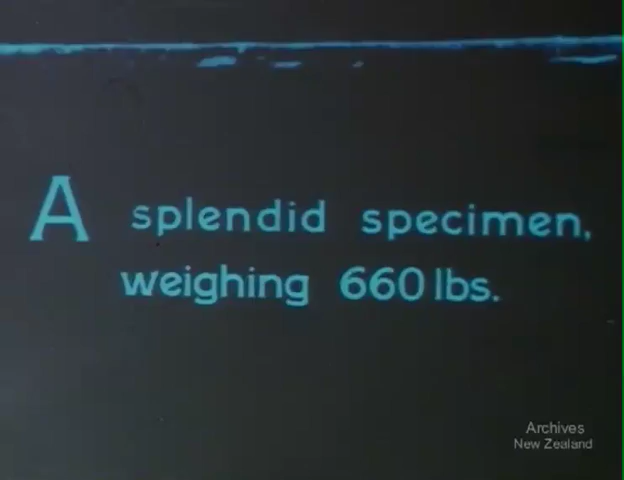 A splendid specimen,
weighing 660 lbs.
Archives
New Zealand